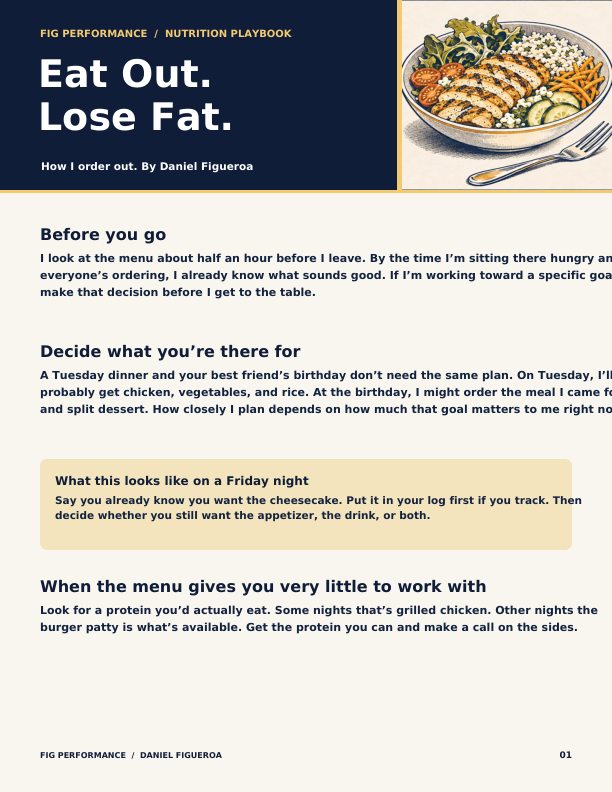 FIG PERFORMANCE / NUTRITION PLAYBOOK
Eat Out.
Lose Fat.
How I order out. By Daniel Figueroa
Before you go
I look at the menu about half an hour before I leave. By the time I’m sitting there hungry an
everyone’s ordering, I already know what sounds good. If I’m working toward a specific goa
make that decision before I get to the table.
Decide what you’re there for
A Tuesday dinner and your best friend’s birthday don’t need the same plan. On Tuesday, I’ll
probably get chicken, vegetables, and rice. At the birthday, I might order the meal I came fo
and split dessert. How closely I plan depends on how much that goal matters to me right no
What this looks like on a Friday night
Say you already know you want the cheesecake. Put it in your log first if you track. Then
decide whether you still want the appetizer, the drink, or both.
When the menu gives you very little to work with
Look for a protein you’d actually eat. Some nights that’s grilled chicken. Other nights the
burger patty is what’s available. Get the protein you can and make a call on the sides.
FIG PERFORMANCE / DANIEL FIGUEROA
01